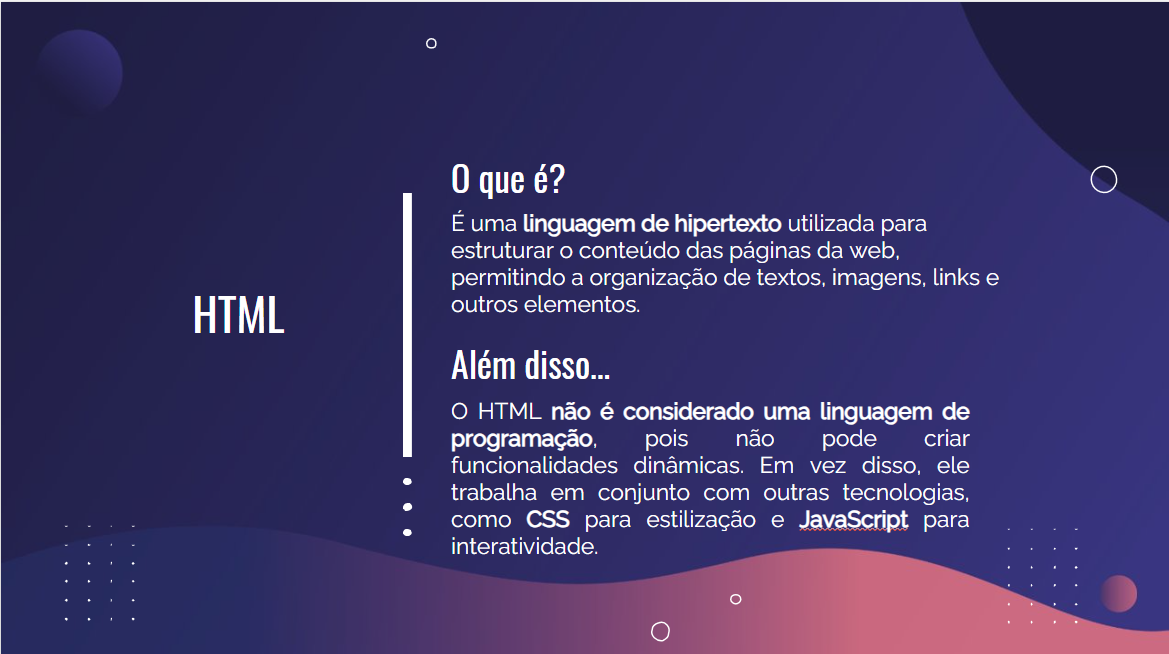 HTML
O que é?
É uma linguagem de hipertexto utilizada para
estruturar o conteúdo das páginas da web,
permitindo a organização de textos, imagens, links e
outros elementos.
Além disso...
O HTML não é considerado uma linguagem de
programação, pois não pode criar
funcionalidades dinâmicas. Em vez disso, ele
trabalha em conjunto com outras tecnologias,
como CSS para estilização e JavaScript para
interatividade.